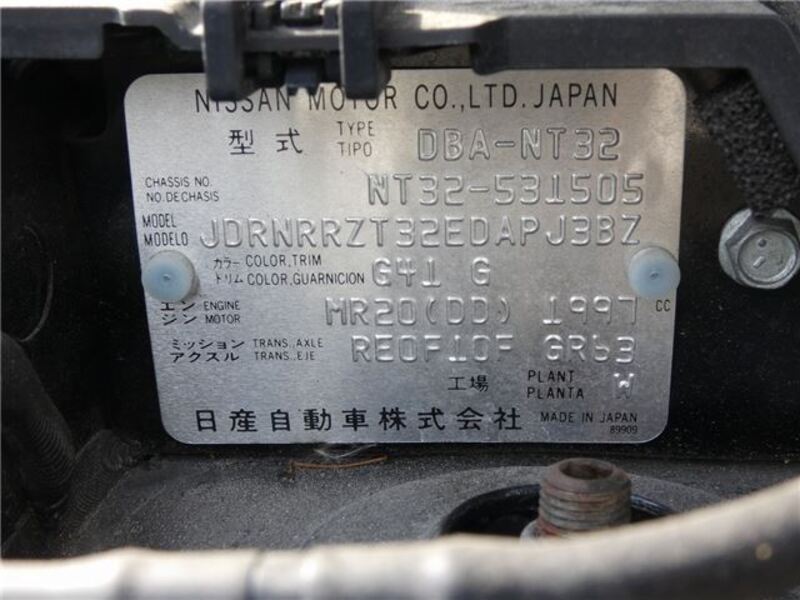 NISSAN MOTOR CO.,LTD. JAPAN
型式 TYPE TIPO DBA-NT32
CHASSIS NO. NO.DECHASIS NT32-531505
MODEL MODELO JDRNRRZT32EDAPJ3BZ
カラー COLOR,TRIM トリム COLOR,GUARNICION G41 G
エンジン ENGINE MOTOR MR20(DD) 1997 CC
ミッション TRANS.,AXLE アクスル TRANS.,EJE RE0F10F GR63
工場 PLANT PLANTA W
日産自動車株式会社 MADE IN JAPAN
89909